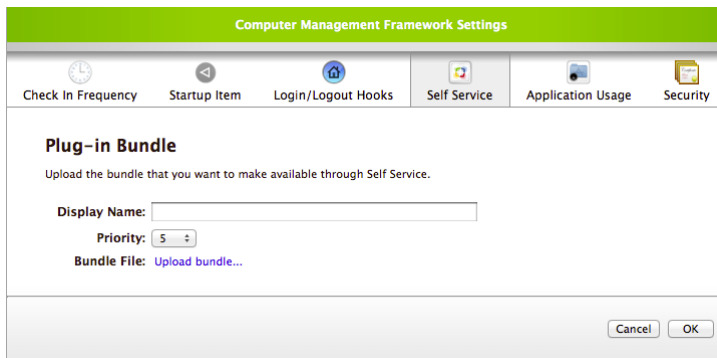 Computer Management Framework Settings
Check In Frequency
Startup Item
Login/Logout Hooks
Self Service
Application Usage
Security
Plug-in Bundle
Upload the bundle that you want to make available through Self Service.
Display Name:
Priority: 5
Bundle File: Upload bundle...
Cancel OK